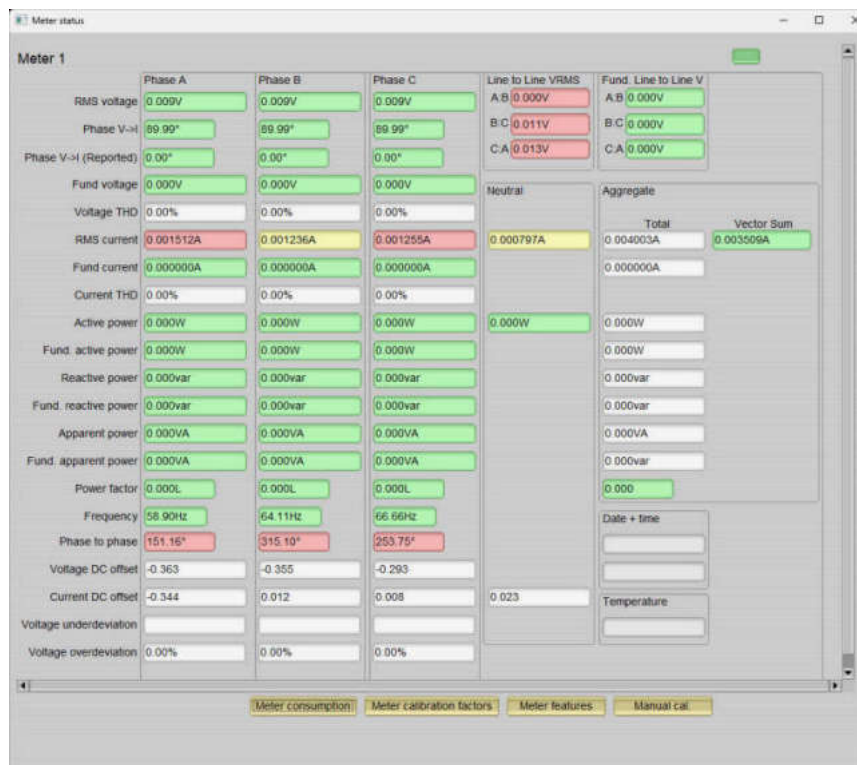 Meter status
Meter 1
Phase A Phase B Phase C Line to Line VRMS Fund. Line to Line V
RMS voltage 0.009V 0.009V 0.009V A:B 0.000V A:B 0.000V
Phase V->I 89.99° 89.99° 89.99° B:C 0.011V B:C 0.000V
Phase V->I (Reported) 0.00° 0.00° 0.00° C:A 0.013V C:A 0.000V
Fund voltage 0.000V 0.000V 0.000V Neutral Aggregate
Voltage THD 0.00% 0.00% 0.00% Total Vector Sum
RMS current 0.001512A 0.001236A 0.001255A 0.000797A 0.004003A 0.003509A
Fund current 0.000000A 0.000000A 0.000000A 0.000000A
Current THD 0.00% 0.00% 0.00%
Active power 0.000W 0.000W 0.000W 0.000W 0.000W
Fund. active power 0.000W 0.000W 0.000W 0.000W
Reactive power 0.000var 0.000var 0.000var 0.000var
Fund. reactive power 0.000var 0.000var 0.000var 0.000var
Apparent power 0.000VA 0.000VA 0.000VA 0.000VA
Fund. apparent power 0.000VA 0.000VA 0.000VA 0.000var
Power factor 0.000L 0.000L 0.000L 0.000
Frequency 58.90Hz 64.11Hz 66.66Hz Date + time
Phase to phase 151.16° 315.10° 253.75°
Voltage DC offset -0.363 -0.355 -0.293
Current DC offset -0.344 0.012 0.008 0.023 Temperature
Voltage underdeviation
Voltage overdeviation 0.00% 0.00% 0.00%
Meter consumption Meter calibration factors Meter features Manual cal.